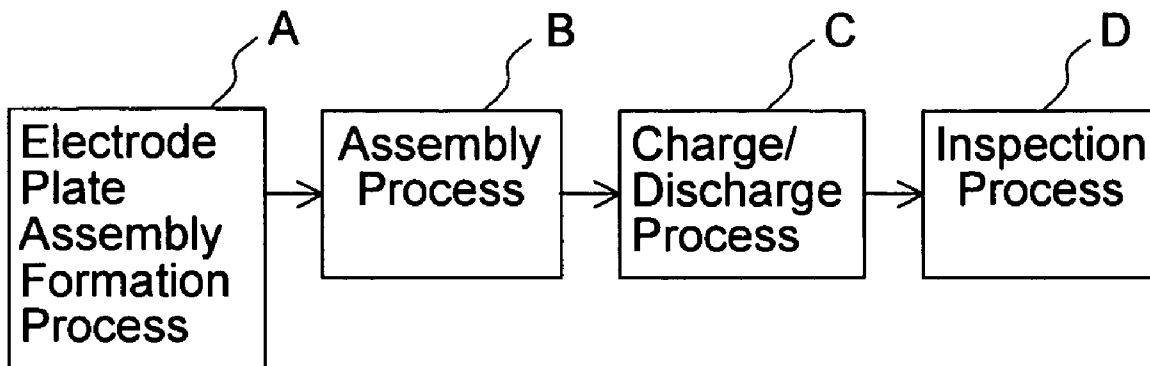 A
B
C
D
Electrode
Plate
Assembly
Formation
Process
Assembly
Process
Charge/
Discharge
Process
Inspection
Process